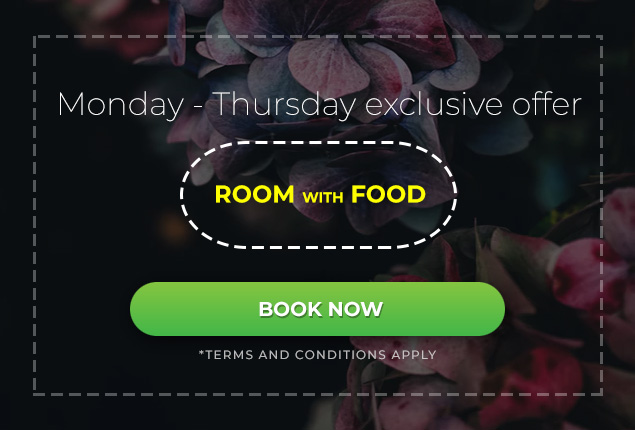 Monday - Thursday exclusive offer
ROOM WITH FOOD
BOOK NOW
*TERMS AND CONDITIONS APPLY